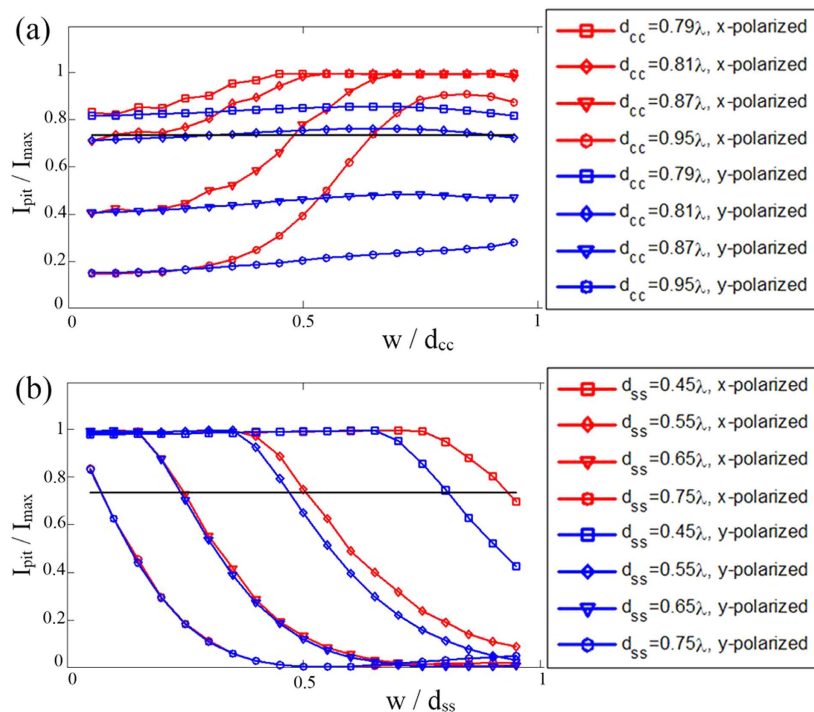 (a)
I_pit / I_max
1
0.8
0.6
0.4
0.2
0
0
0.5
1
w / d_cc
d_cc=0.79λ, x-polarized
d_cc=0.81λ, x-polarized
d_cc=0.87λ, x-polarized
d_cc=0.95λ, x-polarized
d_cc=0.79λ, y-polarized
d_cc=0.81λ, y-polarized
d_cc=0.87λ, y-polarized
d_cc=0.95λ, y-polarized
(b)
I_pit / I_max
1
0.8
0.6
0.4
0.2
0
0
0.5
1
w / d_ss
d_ss=0.45λ, x-polarized
d_ss=0.55λ, x-polarized
d_ss=0.65λ, x-polarized
d_ss=0.75λ, x-polarized
d_ss=0.45λ, y-polarized
d_ss=0.55λ, y-polarized
d_ss=0.65λ, y-polarized
d_ss=0.75λ, y-polarized